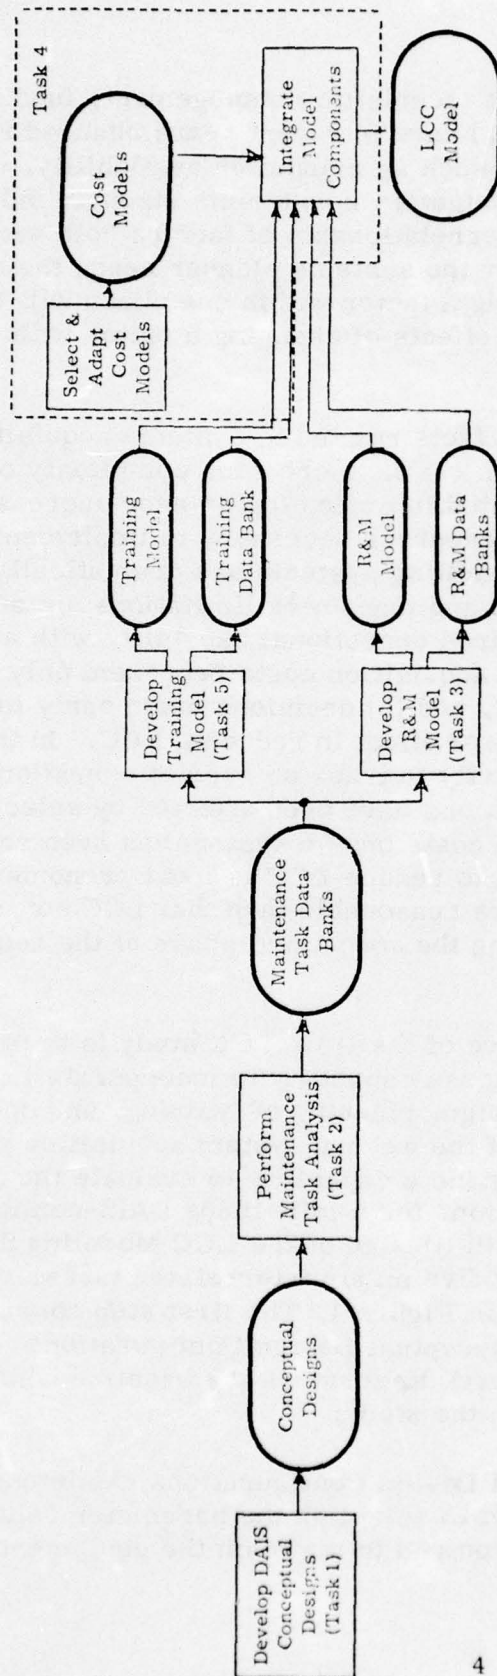 Develop DAIS
Conceptual
Designs
(Task 1)
Conceptual
Designs
Perform
Maintenance
Task Analysis
(Task 2)
Maintenance
Task Data
Banks
Develop
Training
Model
(Task 5)
Training
Model
Training
Data Bank
Develop
R&M
Model
(Task 3)
R&M
Model
R&M Data
Banks
Task 4
Select &
Adapt
Cost
Models
Cost
Models
Integrate
Model
Components
LCC
Model
4